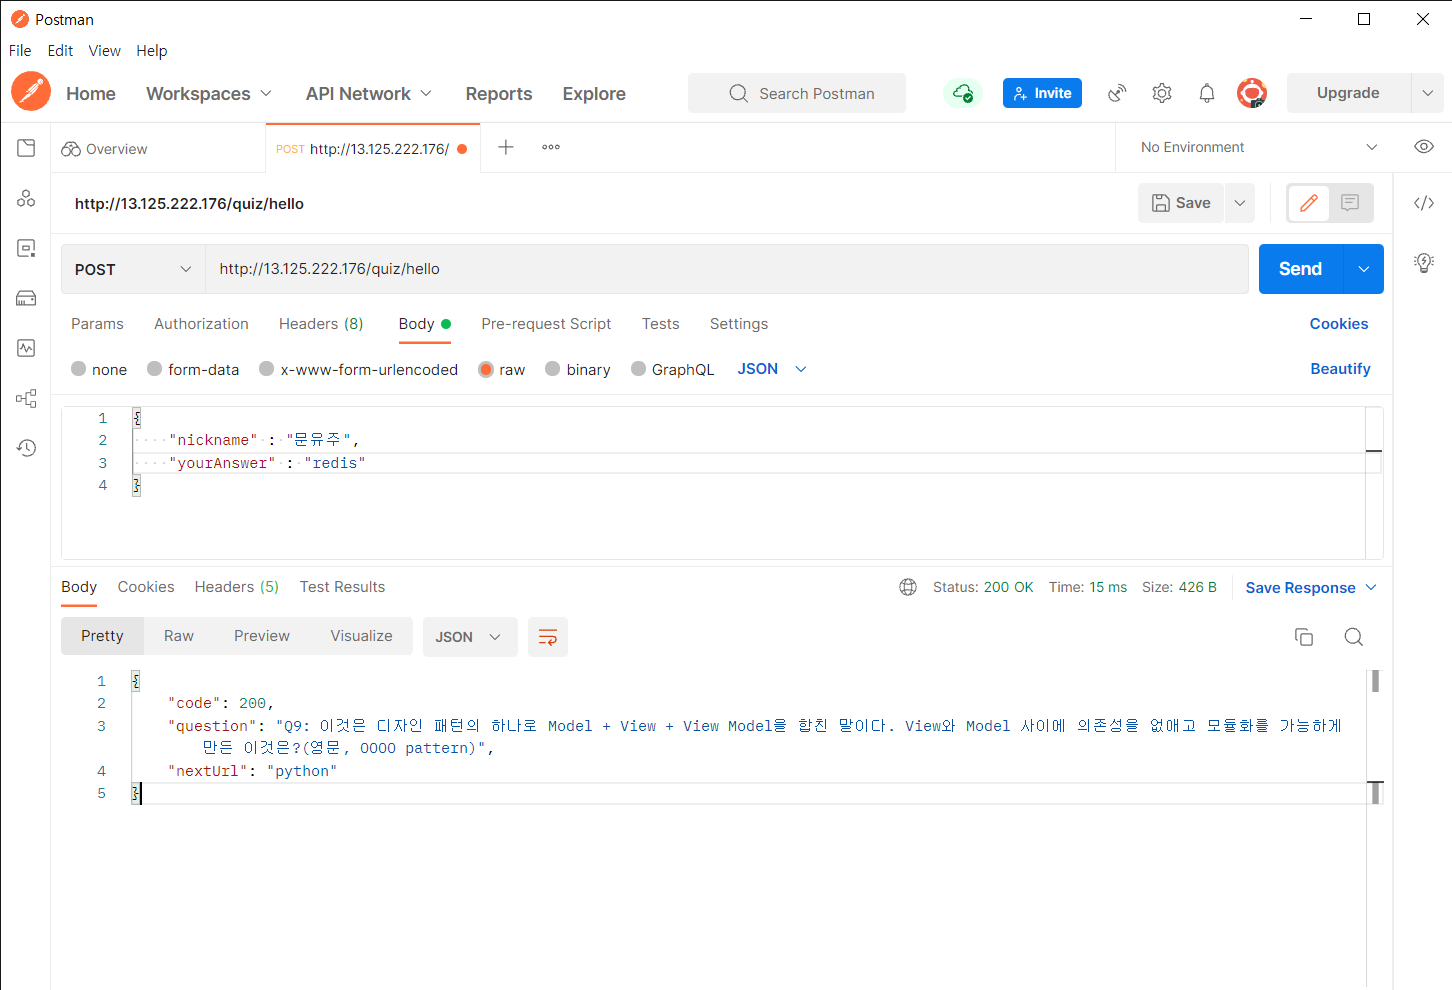 Postman
File Edit View Help
Home Workspaces API Network Reports Explore Search Postman Invite Upgrade
Overview POST http://13.125.222.176/ No Environment
http://13.125.222.176/quiz/hello Save
POST http://13.125.222.176/quiz/hello Send
Params Authorization Headers (8) Body Pre-request Script Tests Settings Cookies
none form-data x-www-form-urlencoded raw binary GraphQL JSON Beautify
1 {
2 "nickname" : "문유주",
3 "yourAnswer" : "redis"
4 }
Body Cookies Headers (5) Test Results Status: 200 OK Time: 15 ms Size: 426 B Save Response
Pretty Raw Preview Visualize JSON
1 {
2 "code": 200,
3 "question": "Q9: 이것은 디자인 패턴의 하나로 Model + View + View Model을 합친 말이다. View와 Model 사이에 의존성을 없애고 모듈화를 가능하게
만든 이것은?(영문, OOOO pattern)",
4 "nextUrl": "python"
5 }